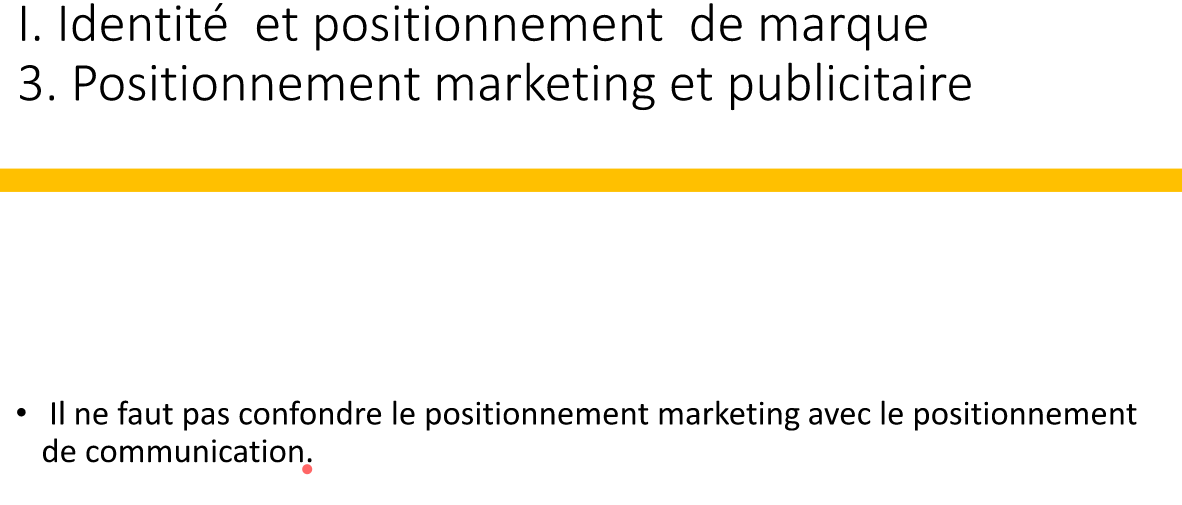 I. Identité et positionnement de marque
3. Positionnement marketing et publicitaire
• Il ne faut pas confondre le positionnement marketing avec le positionnement
de communication.